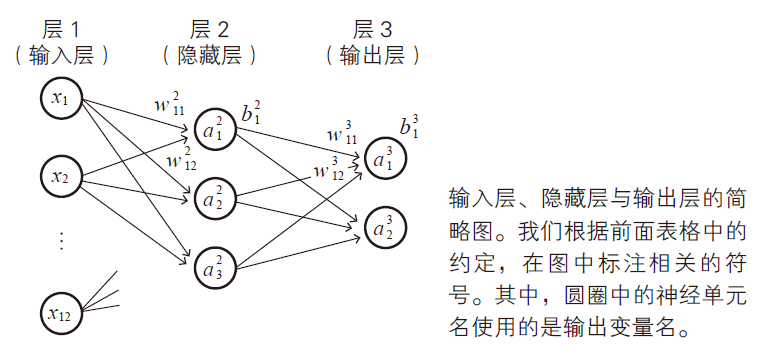 层 1 层 2 层 3
（输入层） （隐藏层） （输出层）
x1
w²11
a²1
b²1
w³11
a³1
b³1
x2
w²12
a²2
w³12
a³2
⋮
a²3
x12
输入层、隐藏层与输出层的简
略图。我们根据前面表格中的
约定，在图中标注相关的符
号。其中，圆圈中的神经单元
名使用的是输出变量名。